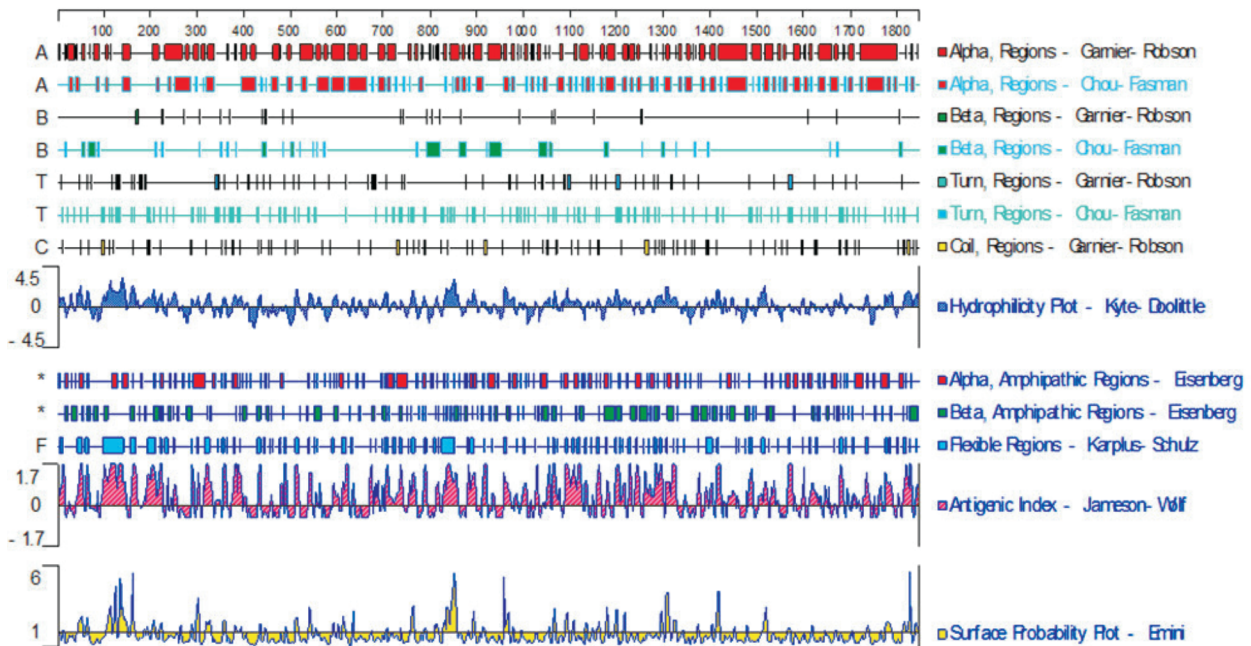 100 200 300 400 500 600 700 800 900 1000 1100 1200 1300 1400 1500 1600 1700 1800
A Alpha, Regions - Garnier-Robson
A Alpha, Regions - Chou-Fasman
B Beta, Regions - Garnier-Robson
B Beta, Regions - Chou-Fasman
T Turn, Regions - Garnier-Robson
T Turn, Regions - Chou-Fasman
C Coil, Regions - Garnier-Robson
4.5
0 Hydrophilicity Plot - Kyte-Doolittle
-4.5
* Alpha, Amphipathic Regions - Eisenberg
* Beta, Amphipathic Regions - Eisenberg
F Flexible Regions - Karplus-Schulz
1.7
0 Antigenic Index - Jameson-Wolf
-1.7
6
1 Surface Probability Plot - Emini